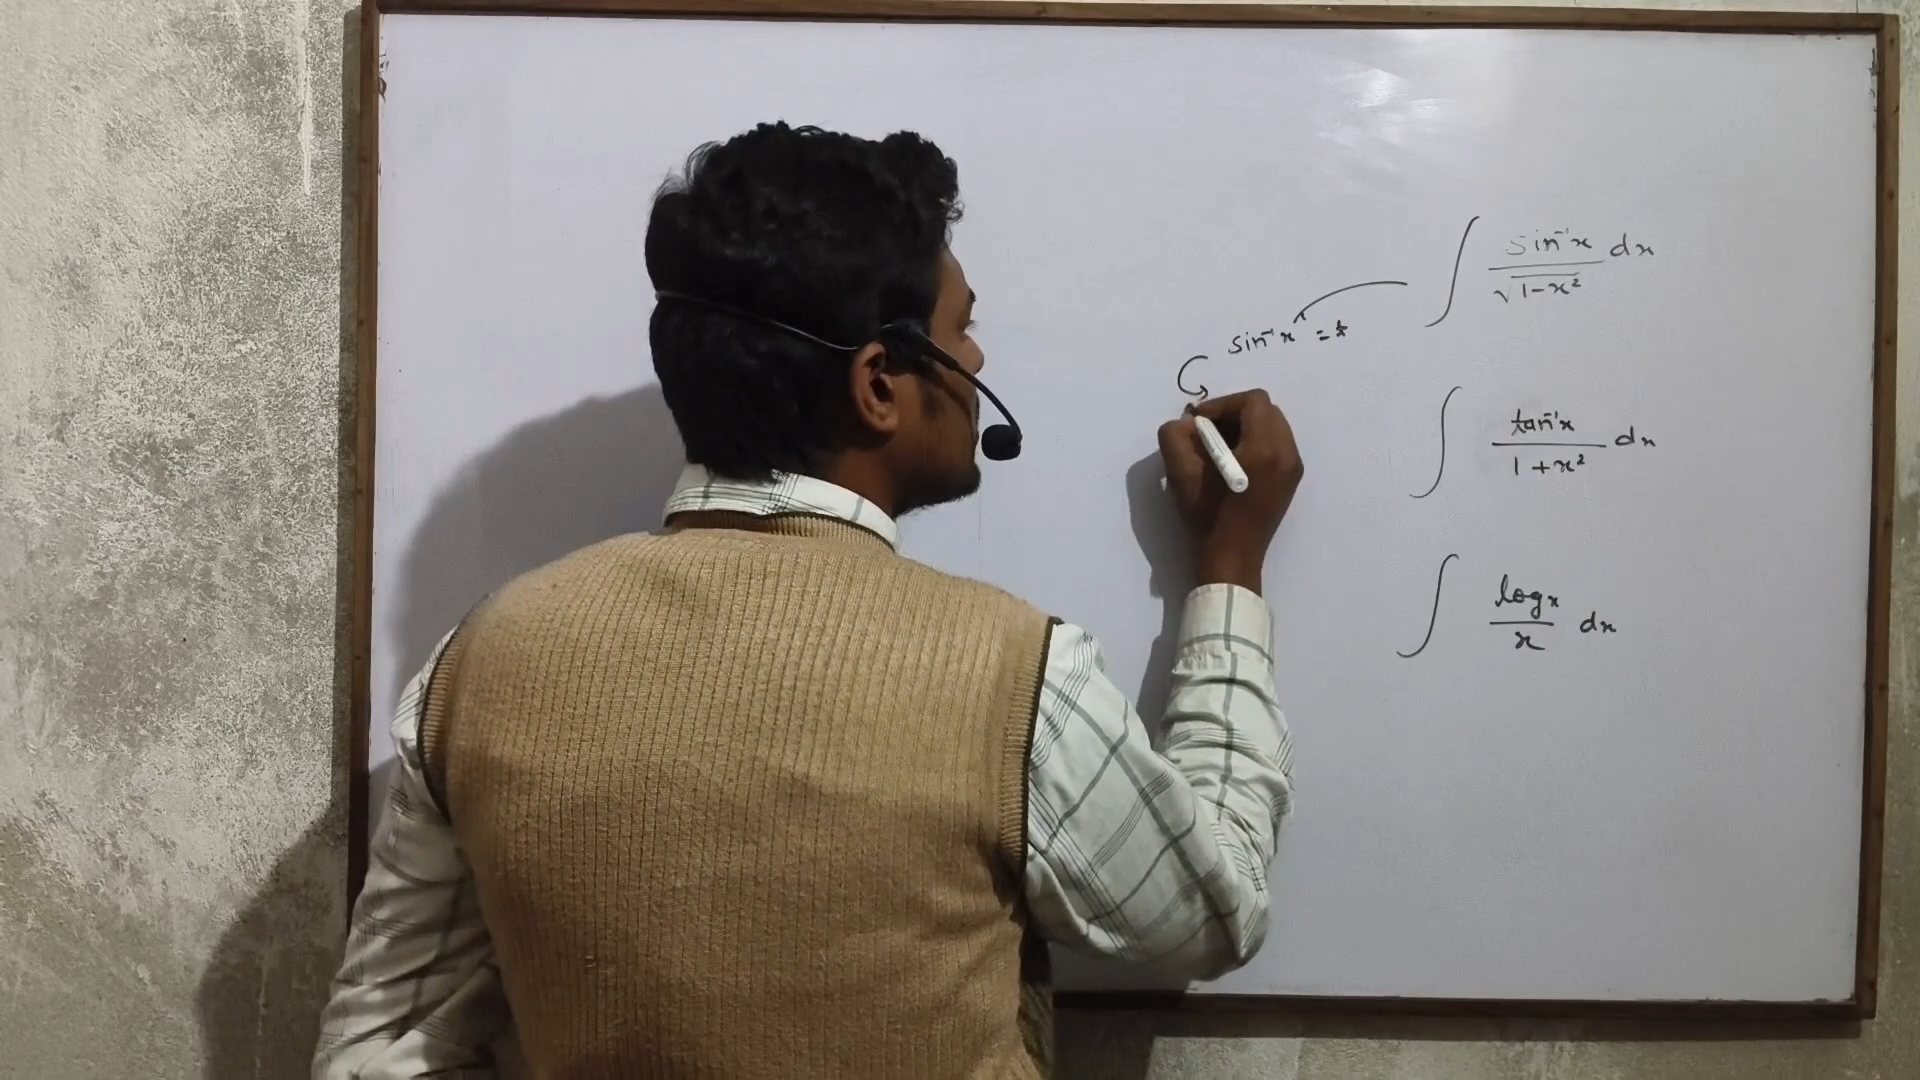 ∫ sin⁻¹x / √1-x² dx
sin⁻¹x = t
∫ tan⁻¹x / 1+x² dx
∫ logx / x dx